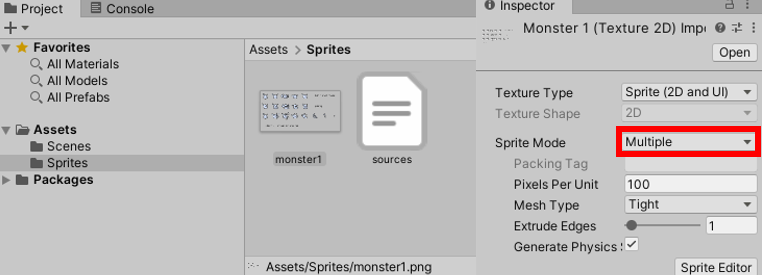 Project
Console
Favorites
All Materials
All Models
All Prefabs
Assets
Scenes
Sprites
Packages
Assets > Sprites
monster1
sources
Assets/Sprites/monster1.png
Inspector
Monster 1 (Texture 2D) Impo
Open
Texture Type
Sprite (2D and UI)
Texture Shape
2D
Sprite Mode
Multiple
Packing Tag
Pixels Per Unit
100
Mesh Type
Tight
Extrude Edges
1
Generate Physics S
Sprite Editor